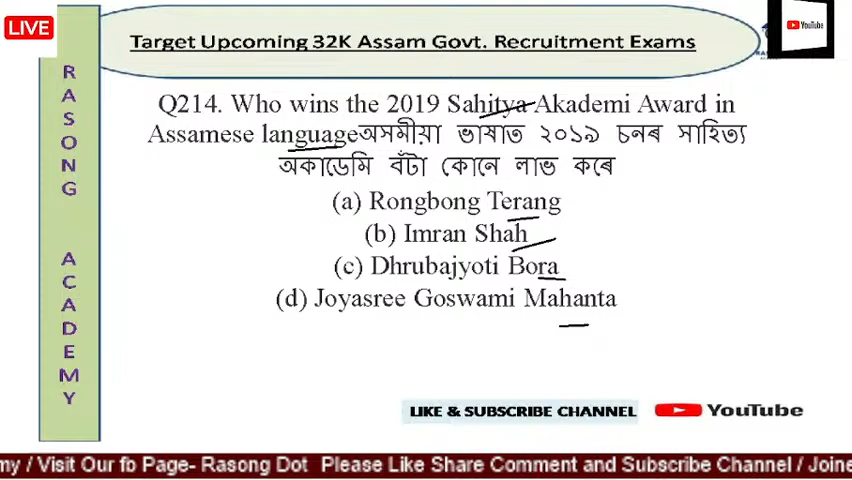 LIVE
Target Upcoming 32K Assam Govt. Recruitment Exams
YouTube
RASONG ACADEMY
Q214. Who wins the 2019 Sahitya Akademi Award in
Assamese languageঅসমীয়া ভাষাত ২০১৯ চনৰ সাহিত্য
অকাডেমি বঁটা কোনে লাভ কৰে
(a) Rongbong Terang
(b) Imran Shah
(c) Dhrubajyoti Bora
(d) Joyasree Goswami Mahanta
LIKE & SUBSCRIBE CHANNEL
YouTube
my / Visit Our fb Page- Rasong Dot Please Like Share Comment and Subscribe Channel / Joine